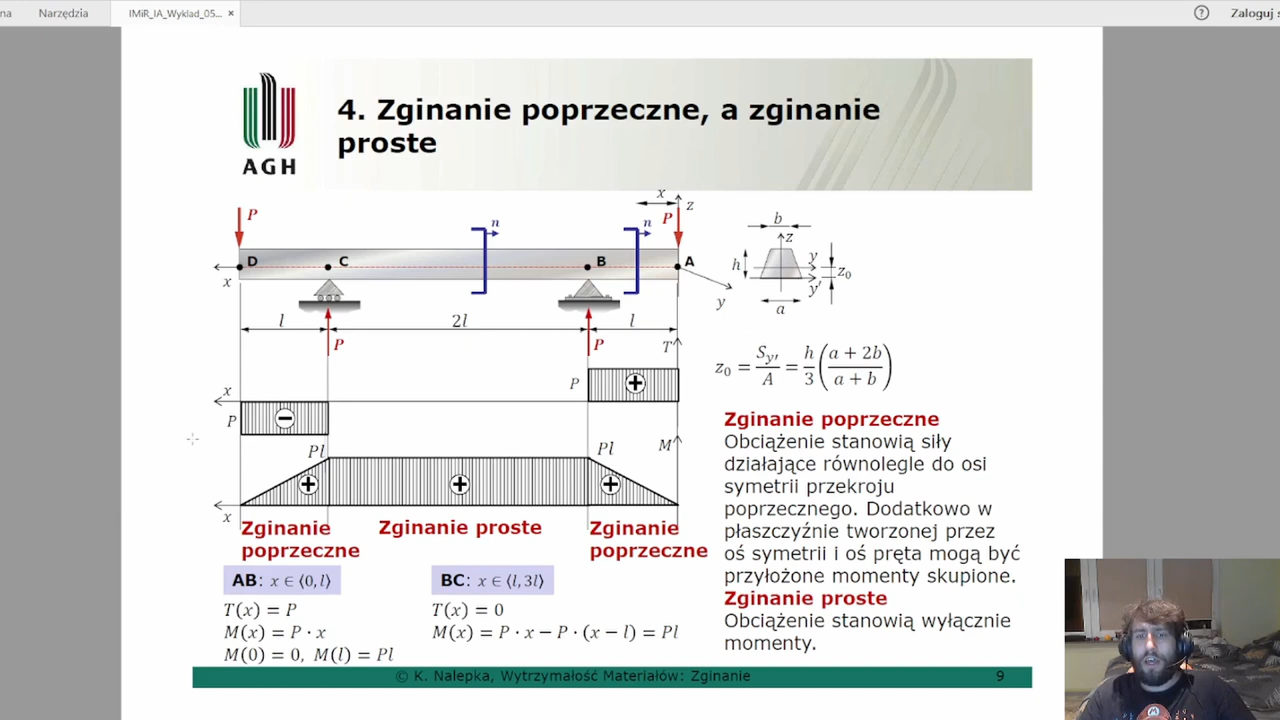 na
Narzędzia
IMiR_IA_Wyklad_05... ×
?
Zaloguj s
AGH
4. Zginanie poprzeczne, a zginanie
proste
x
z
P
n
n
P
D
C
B
A
x
y
l
2l
l
P
P
T
b
z
h
y
z₀
y'
a
z₀ = S_y' / A = h/3 ((a + 2b)/(a + b))
x
P
P
+
−
Pl
Pl
M
+
+
+
x
Zginanie
poprzeczne
Zginanie proste
Zginanie
poprzeczne
AB: x ∈ ⟨0, l⟩
T(x) = P
M(x) = P · x
M(0) = 0, M(l) = Pl
BC: x ∈ ⟨l, 3l⟩
T(x) = 0
M(x) = P · x − P · (x − l) = Pl
Zginanie poprzeczne
Obciążenie stanowią siły
działające równolegle do osi
symetrii przekroju
poprzecznego. Dodatkowo w
płaszczyźnie tworzonej przez
oś symetrii i oś pręta mogą być
przyłożone momenty skupione.
Zginanie proste
Obciążenie stanowią wyłącznie
momenty.
© K. Nalepka, Wytrzymałość Materiałów: Zginanie
9